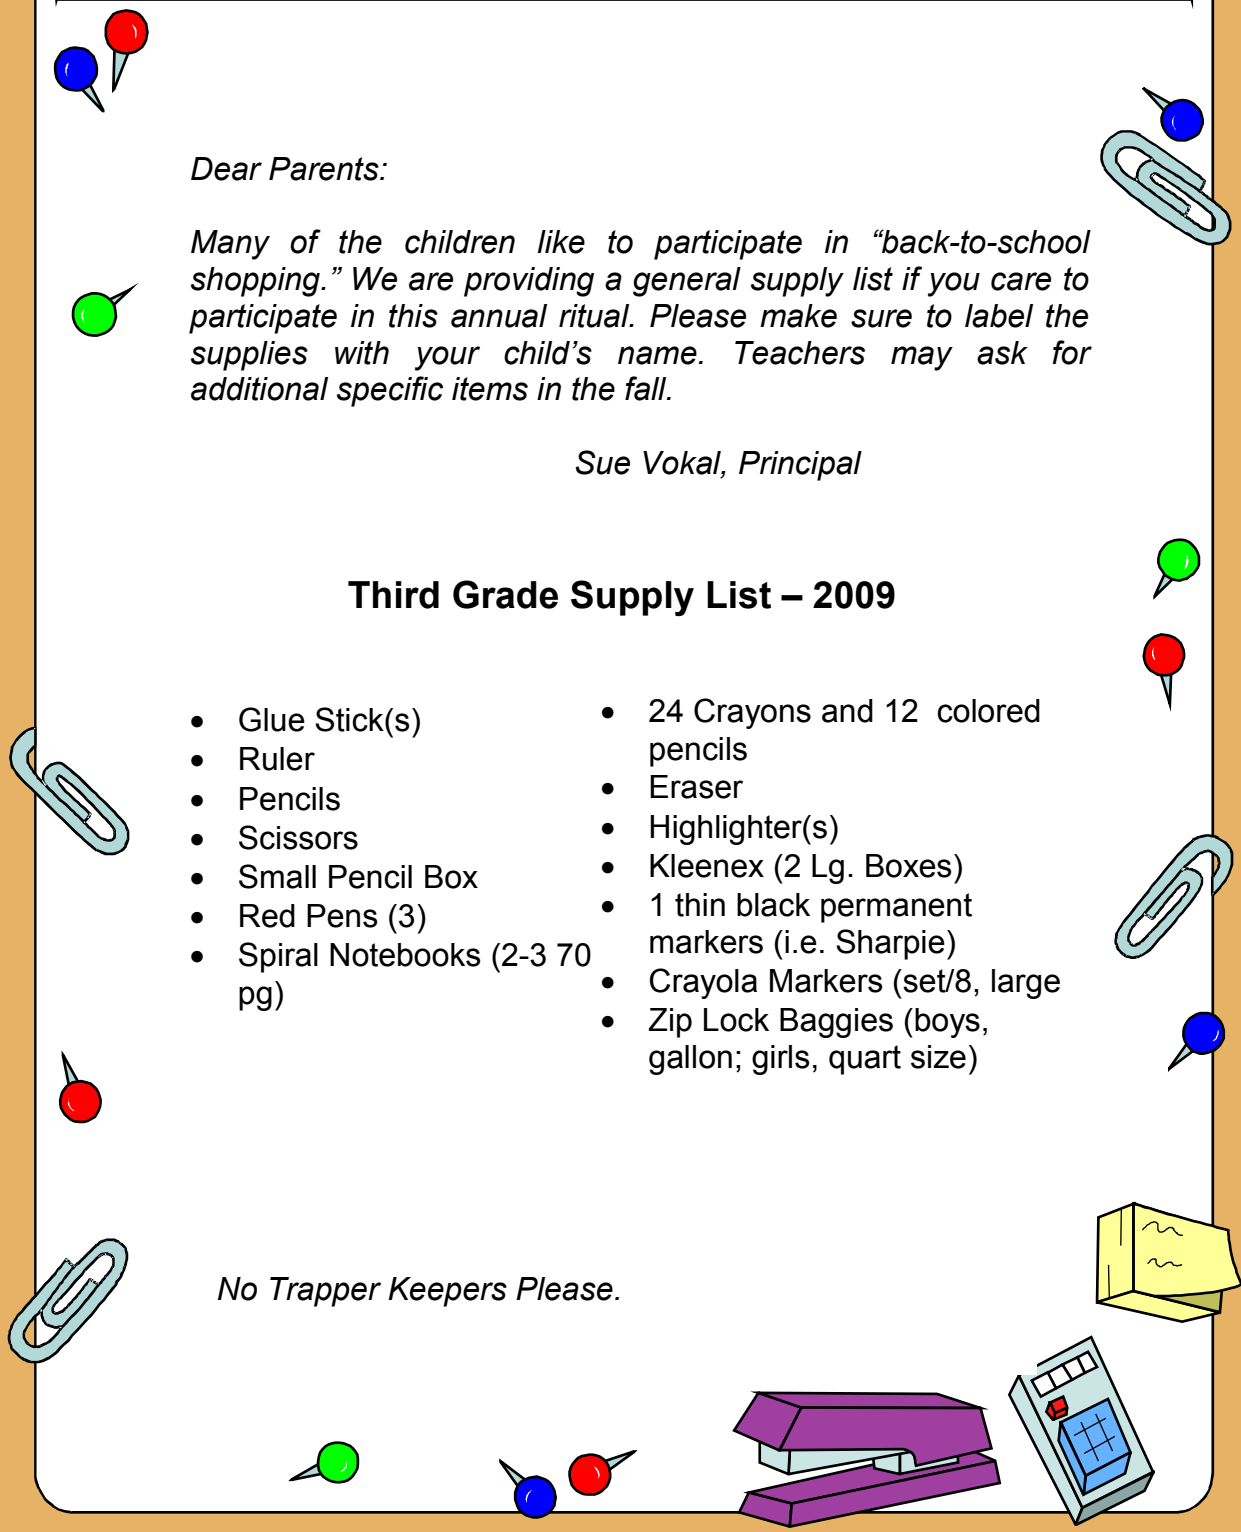 Dear Parents:
Many of the children like to participate in “back-to-school
shopping.” We are providing a general supply list if you care to
participate in this annual ritual. Please make sure to label the
supplies with your child’s name. Teachers may ask for
additional specific items in the fall.
Sue Vokal, Principal
Third Grade Supply List – 2009
• Glue Stick(s)
• Ruler
• Pencils
• Scissors
• Small Pencil Box
• Red Pens (3)
• Spiral Notebooks (2-3 70
pg)
• 24 Crayons and 12 colored
pencils
• Eraser
• Highlighter(s)
• Kleenex (2 Lg. Boxes)
• 1 thin black permanent
markers (i.e. Sharpie)
• Crayola Markers (set/8, large
• Zip Lock Baggies (boys,
gallon; girls, quart size)
No Trapper Keepers Please.